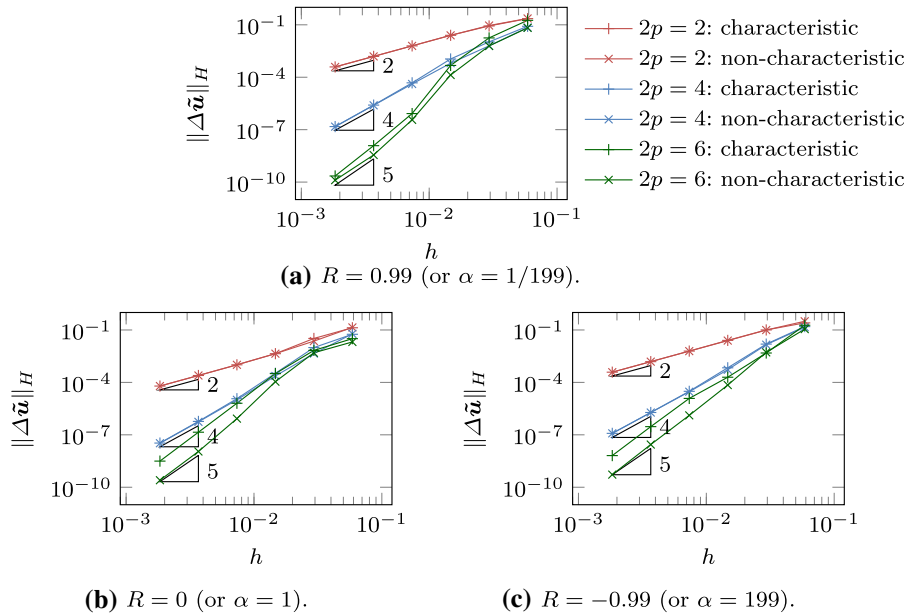 10⁻¹
10⁻⁴
10⁻⁷
10⁻¹⁰
‖Δũ‖_H
2
4
5
10⁻³ 10⁻² 10⁻¹
h
2p = 2: characteristic
2p = 2: non-characteristic
2p = 4: characteristic
2p = 4: non-characteristic
2p = 6: characteristic
2p = 6: non-characteristic
(a) R = 0.99 (or α = 1/199).
10⁻¹
10⁻⁴
10⁻⁷
10⁻¹⁰
‖Δũ‖_H
2
4
5
10⁻³ 10⁻² 10⁻¹
h
(b) R = 0 (or α = 1).
10⁻¹
10⁻⁴
10⁻⁷
10⁻¹⁰
‖Δũ‖_H
2
4
5
10⁻³ 10⁻² 10⁻¹
h
(c) R = −0.99 (or α = 199).